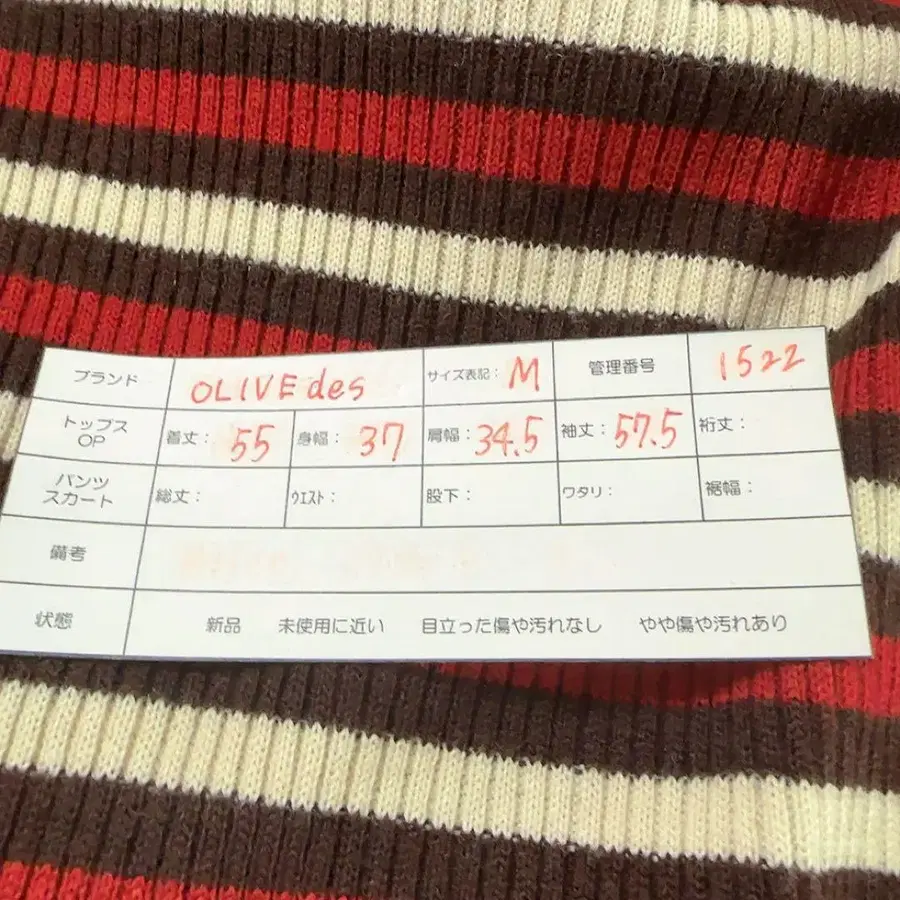 ブランド OLIVE des サイズ表記： M 管理番号 1522
トップス
OP 着丈： 55 身幅： 37 肩幅： 34.5 袖丈： 57.5 裄丈：
パンツ
スカート 総丈： ウエスト： 股下： ワタリ： 裾幅：
備考
状態 新品 未使用に近い 目立った傷や汚れなし やや傷や汚れあり